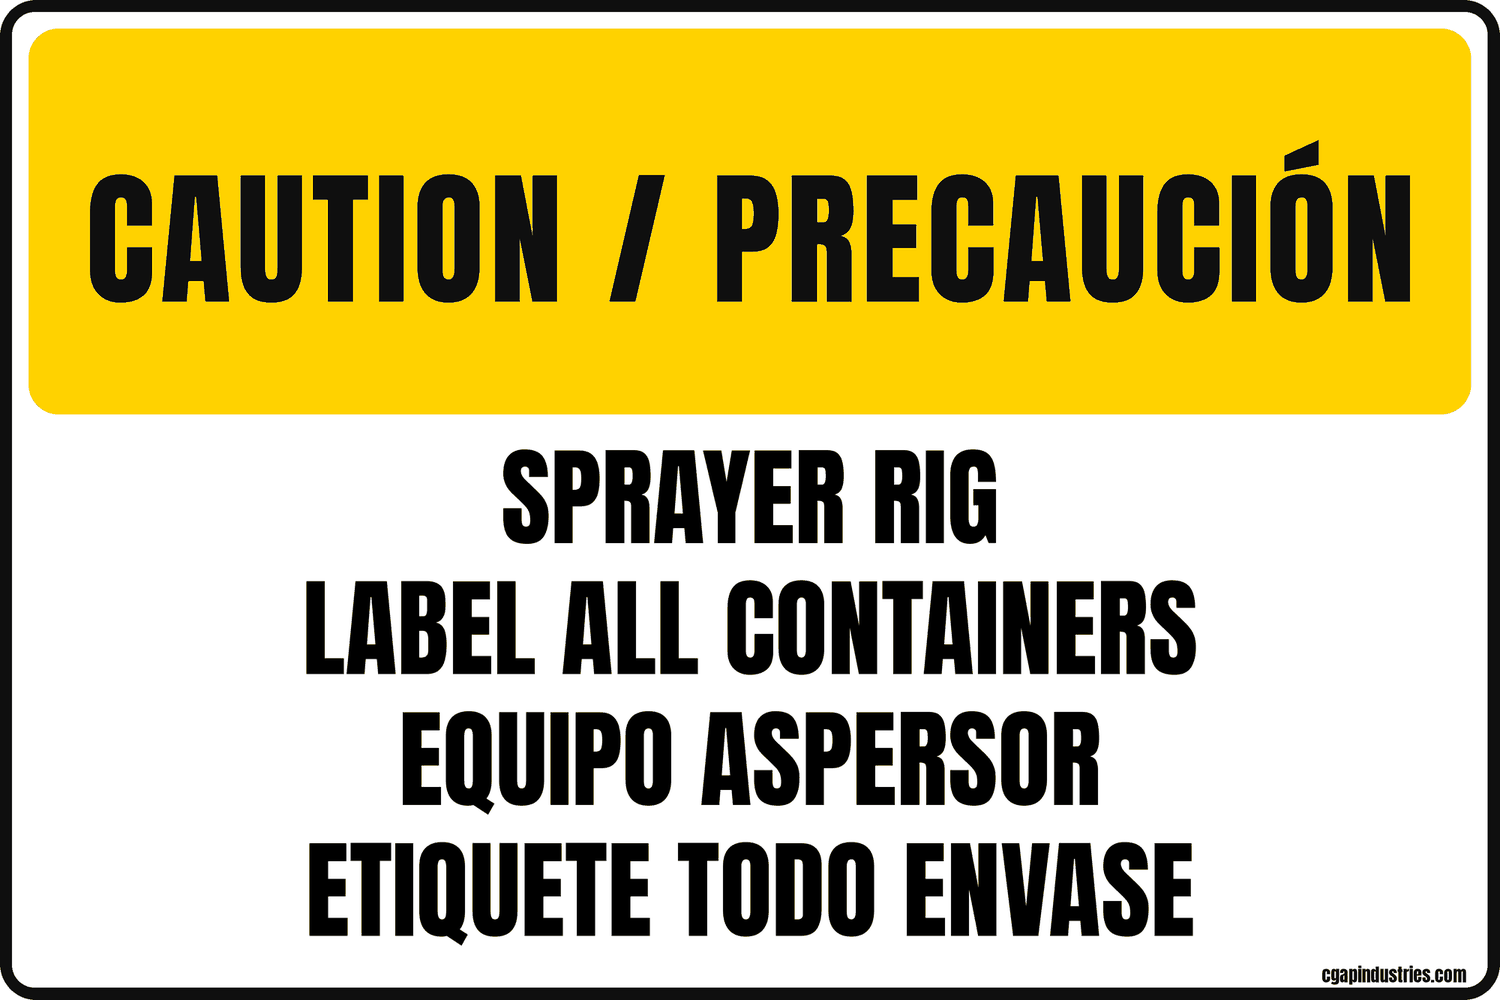 CAUTION / PRECAUCIÓN
SPRAYER RIG
LABEL ALL CONTAINERS
EQUIPO ASPERSOR
ETIQUETE TODO ENVASE
cgapindustries.com